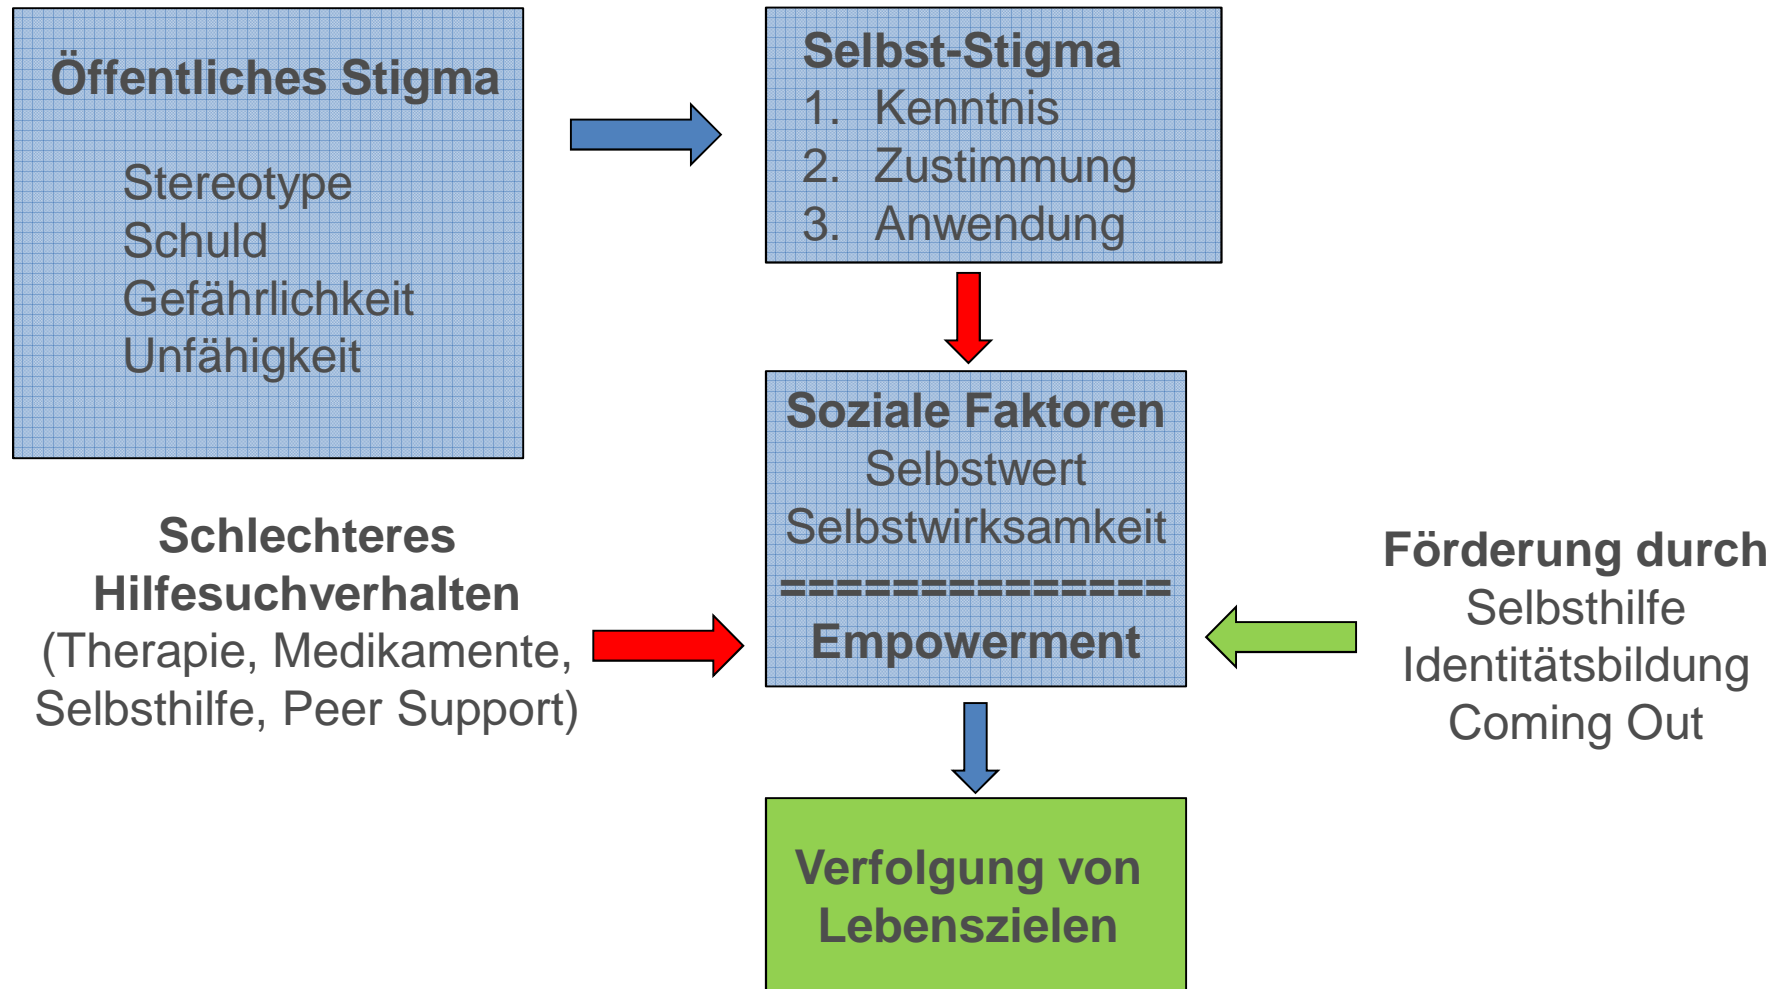 Öffentliches Stigma
Stereotype
Schuld
Gefährlichkeit
Unfähigkeit
Selbst-Stigma
1. Kenntnis
2. Zustimmung
3. Anwendung
Soziale Faktoren
Selbstwert
Selbstwirksamkeit
==============
Empowerment
Schlechteres
Hilfesuchverhalten
(Therapie, Medikamente,
Selbsthilfe, Peer Support)
Förderung durch
Selbsthilfe
Identitätsbildung
Coming Out
Verfolgung von
Lebenszielen